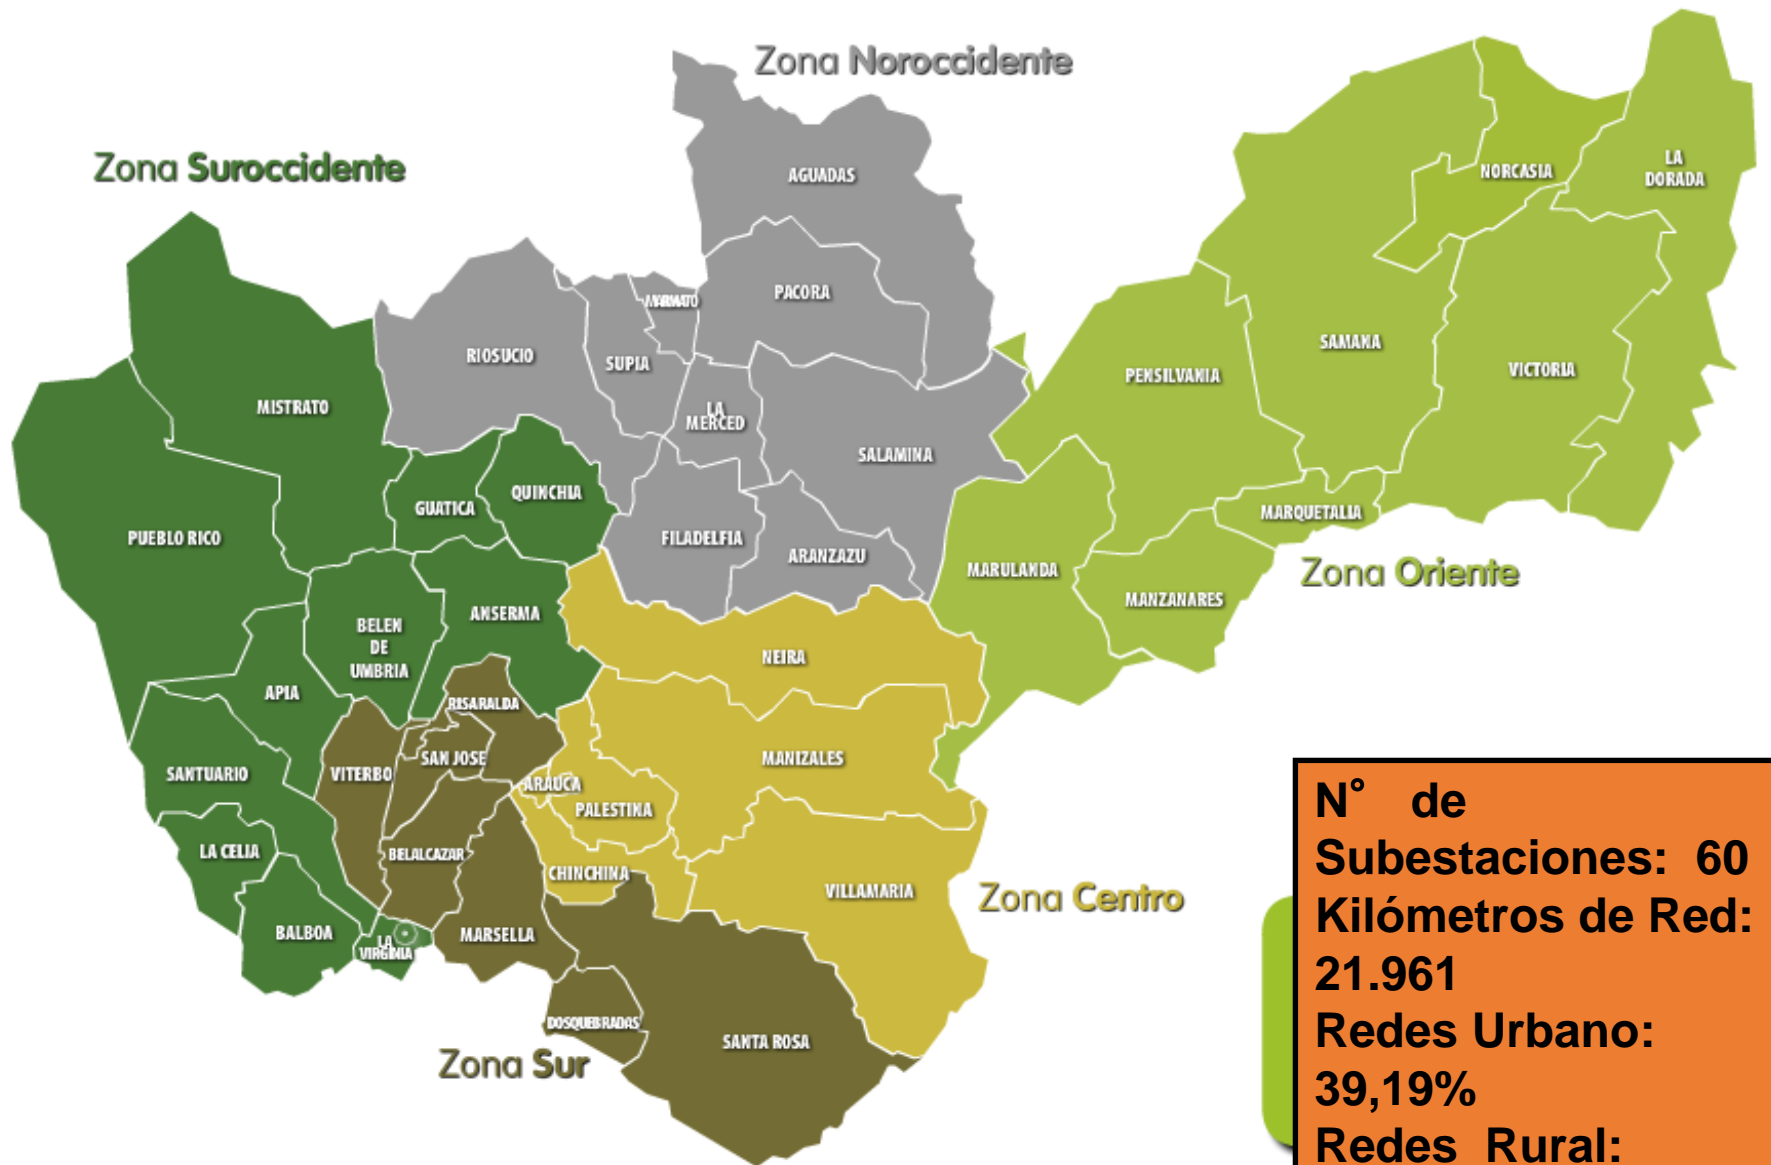 Zona Noroccidente
Zona Suroccidente
AGUADAS
NORCASIA
LA
DORADA
PACORA
MARMATO
RIOSUCIO
SUPIA
SAMANA
VICTORIA
PENSILVANIA
MISTRATO
LA
MERCED
SALAMINA
QUINCHIA
GUATICA
MARQUETALIA
PUEBLO RICO
FILADELFIA
ARANZAZU
MARULANDA
Zona Oriente
MANZANARES
ANSERMA
BELEN
DE
UMBRIA
NEIRA
APIA
RISARALDA
SAN JOSE
MANIZALES
SANTUARIO
VITERBO
ARAUCA
PALESTINA
LA CELIA
BELALCAZAR
CHINCHINA
VILLAMARIA
Zona Centro
BALBOA
LA
VIRGINIA
MARSELLA
DOSQUEBRADAS
SANTA ROSA
Zona Sur
N° de
Subestaciones: 60
Kilómetros de Red:
21.961
Redes Urbano:
39,19%
Redes Rural: